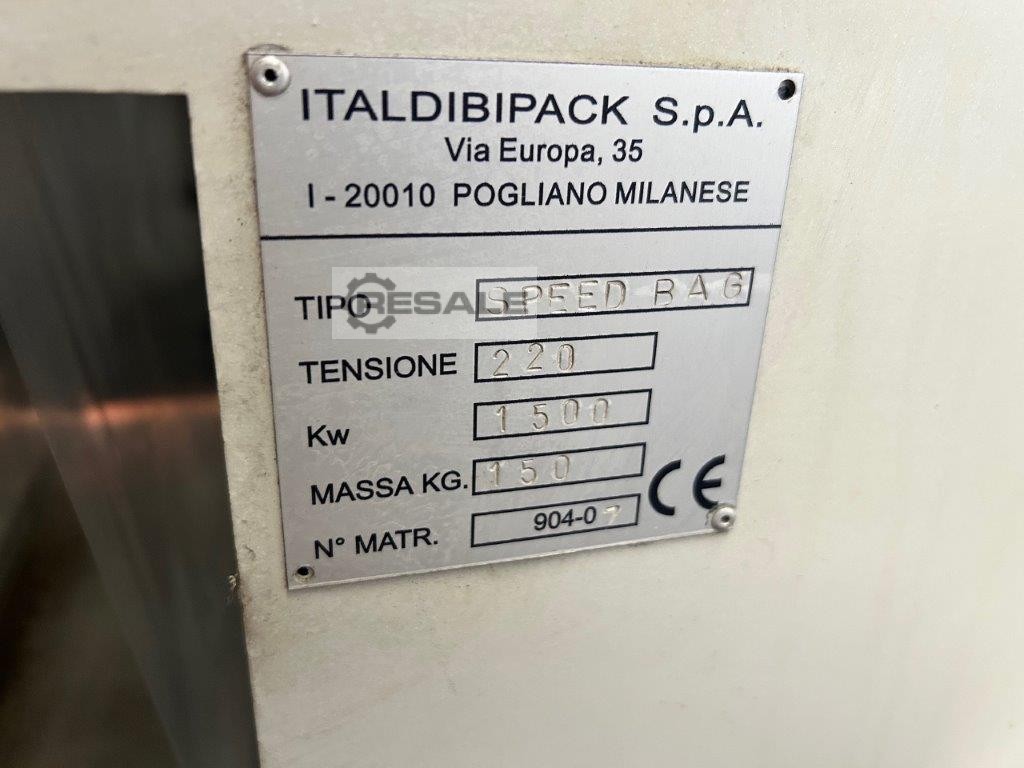 ITALDIBIPACK S.p.A.
Via Europa, 35
I - 20010 POGLIANO MILANESE
TIPO SPEED BAG
RESALE
TENSIONE 220
Kw 1500
MASSA KG. 150
CE
N° MATR. 904-07